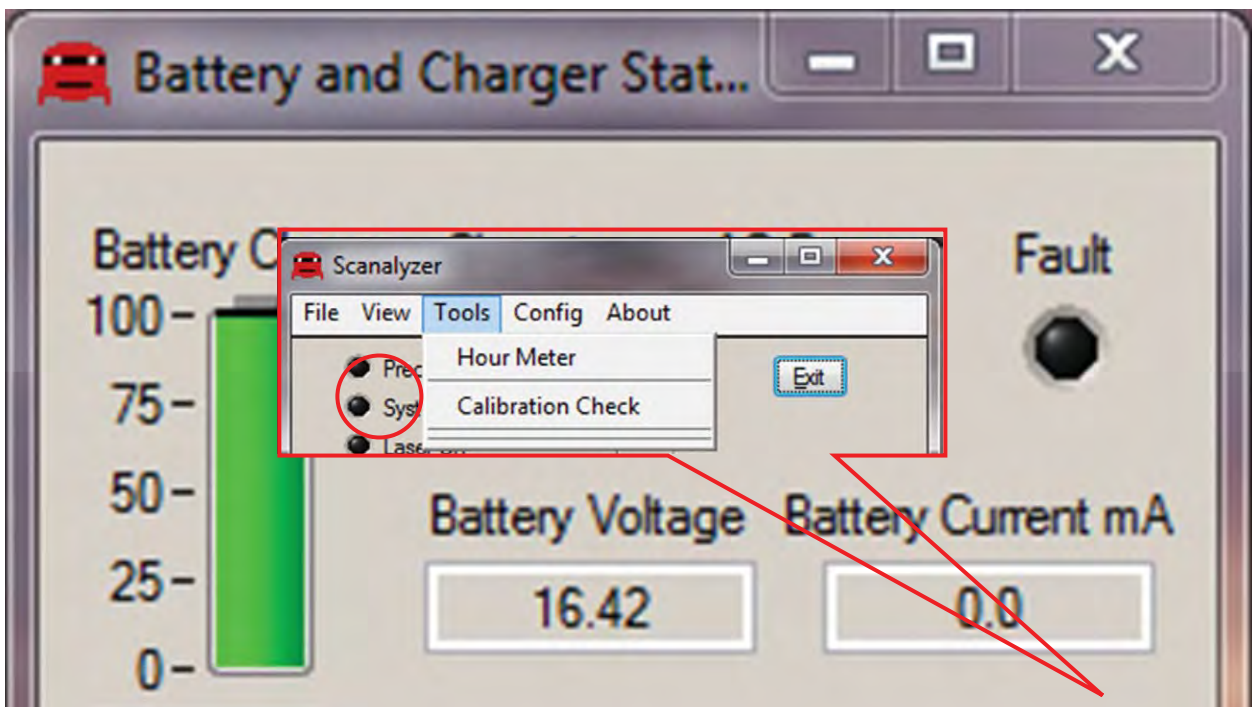 Battery and Charger Stat...
Battery
Fault
100
75
50
25
0
Scanalyzer
File View Tools Config About
Hour Meter
Calibration Check
Exit
Battery Voltage Battery Current mA
16.42 0.0